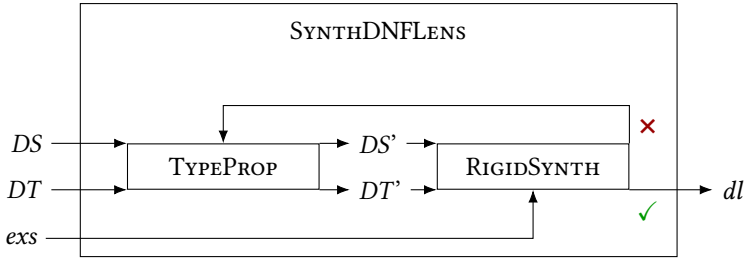 SYNTHDNFLENS
DS DS' ✗
TYPEPROP RIGIDSYNTH
DT DT' dl
✓
exs